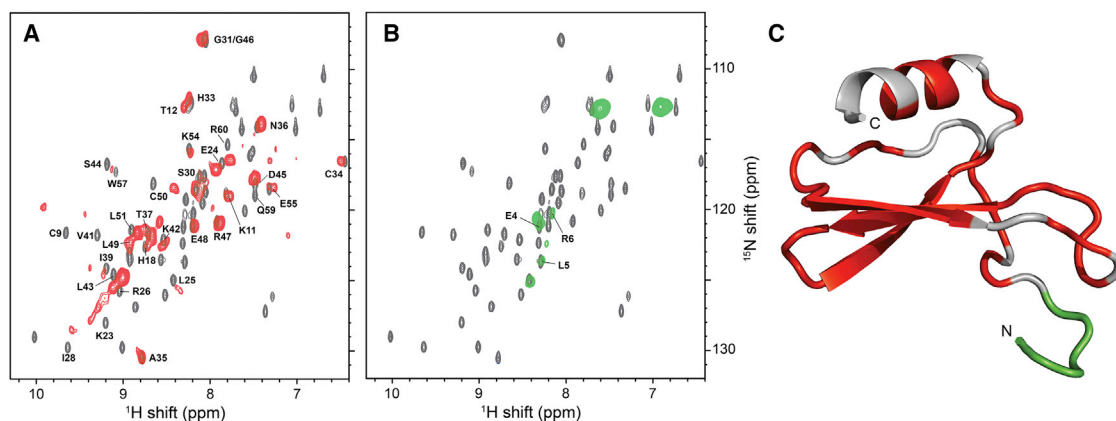 A
B
C
G31/G46
H33
T12
N36
R60
K54
E24
S44
W57
S30
D45
C34
C50
E55
Q59
L51
T37
C9
V41
K42
E48
R47
K11
L49
H18
I39
L43
L25
R26
K23
I28
A35
E4
R6
L5
C
N
110
120
130
¹⁵N shift (ppm)
10
9
8
7
¹H shift (ppm)
10
9
8
7
¹H shift (ppm)